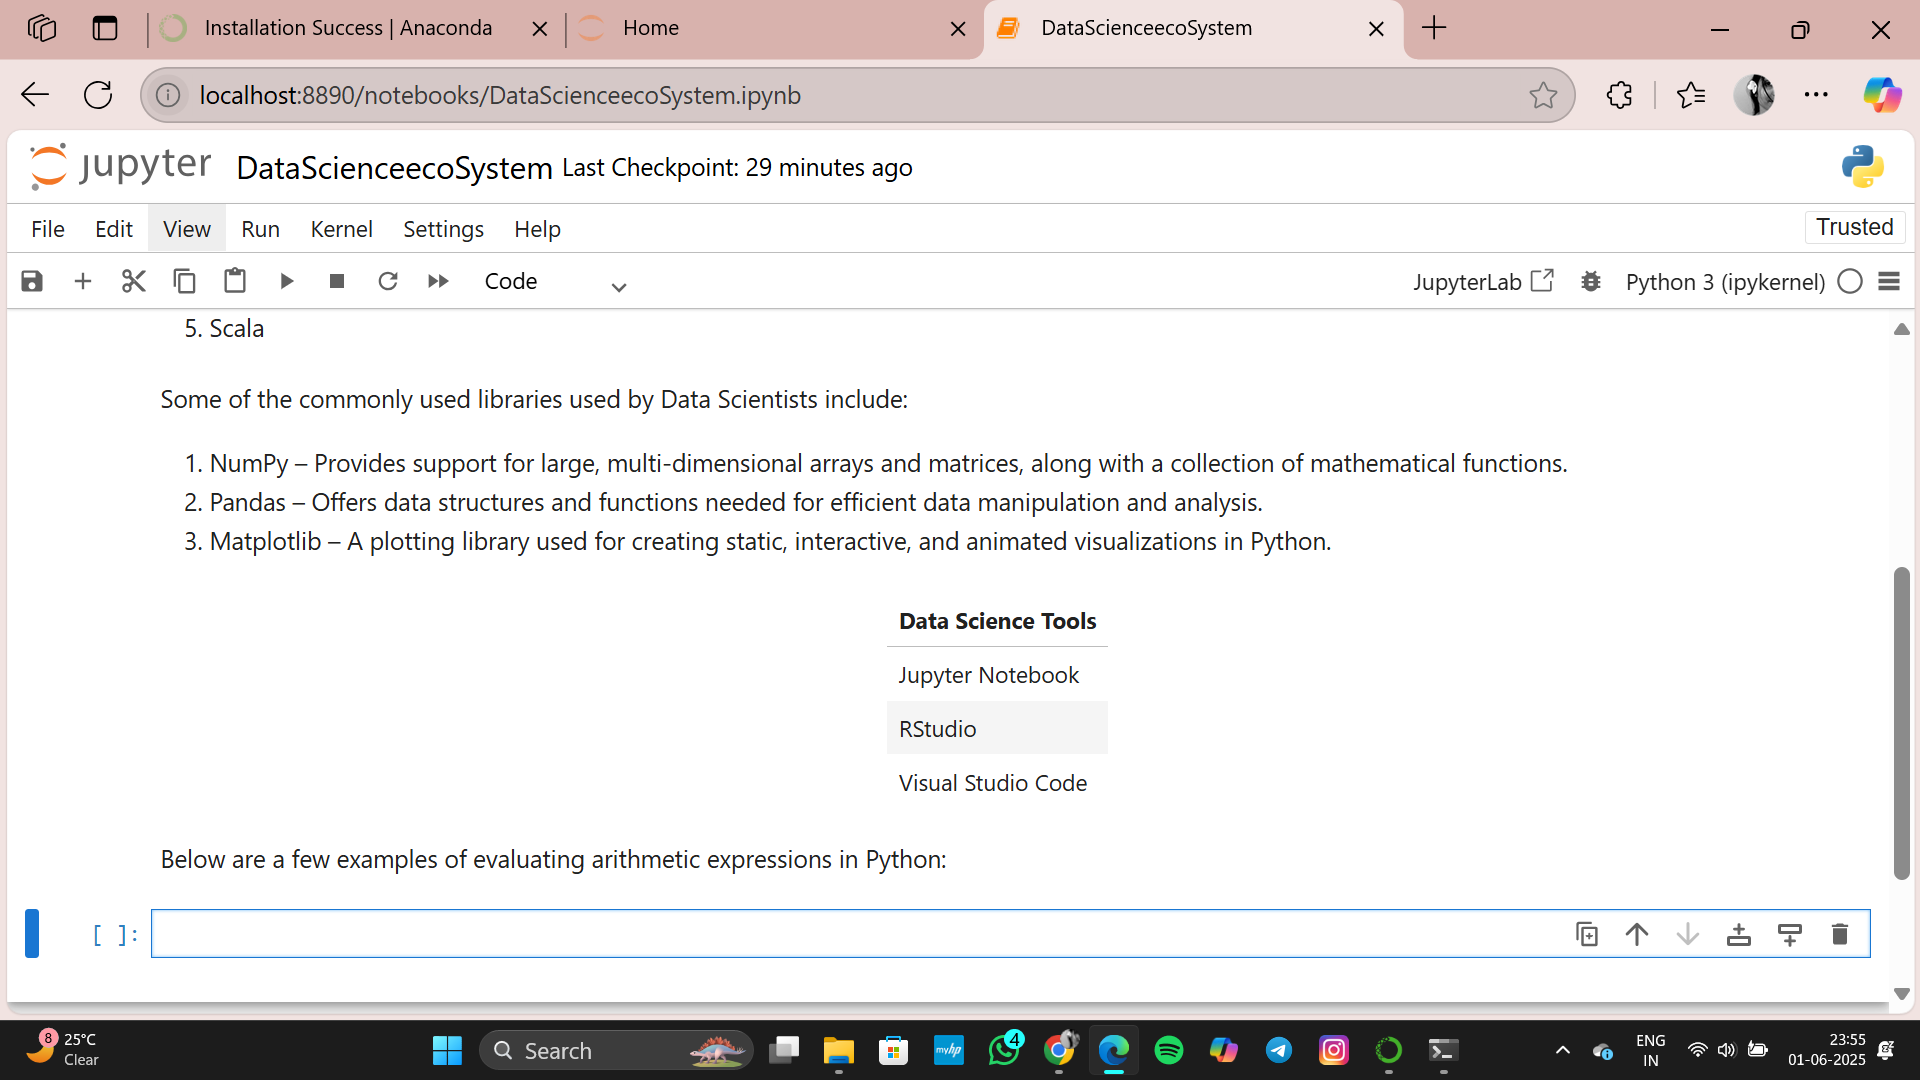 Installation Success | Anaconda
Home
DataScienceecoSystem
localhost:8890/notebooks/DataScienceecoSystem.ipynb
jupyter DataScienceecoSystem Last Checkpoint: 29 minutes ago
File Edit View Run Kernel Settings Help Trusted
Code JupyterLab Python 3 (ipykernel)
5. Scala
Some of the commonly used libraries used by Data Scientists include:
1. NumPy – Provides support for large, multi-dimensional arrays and matrices, along with a collection of mathematical functions.
2. Pandas – Offers data structures and functions needed for efficient data manipulation and analysis.
3. Matplotlib – A plotting library used for creating static, interactive, and animated visualizations in Python.
Data Science Tools
Jupyter Notebook
RStudio
Visual Studio Code
Below are a few examples of evaluating arithmetic expressions in Python:
[ ]:
8 25°C
Clear
Search
myhp
4
ENG
IN
23:55
01-06-2025